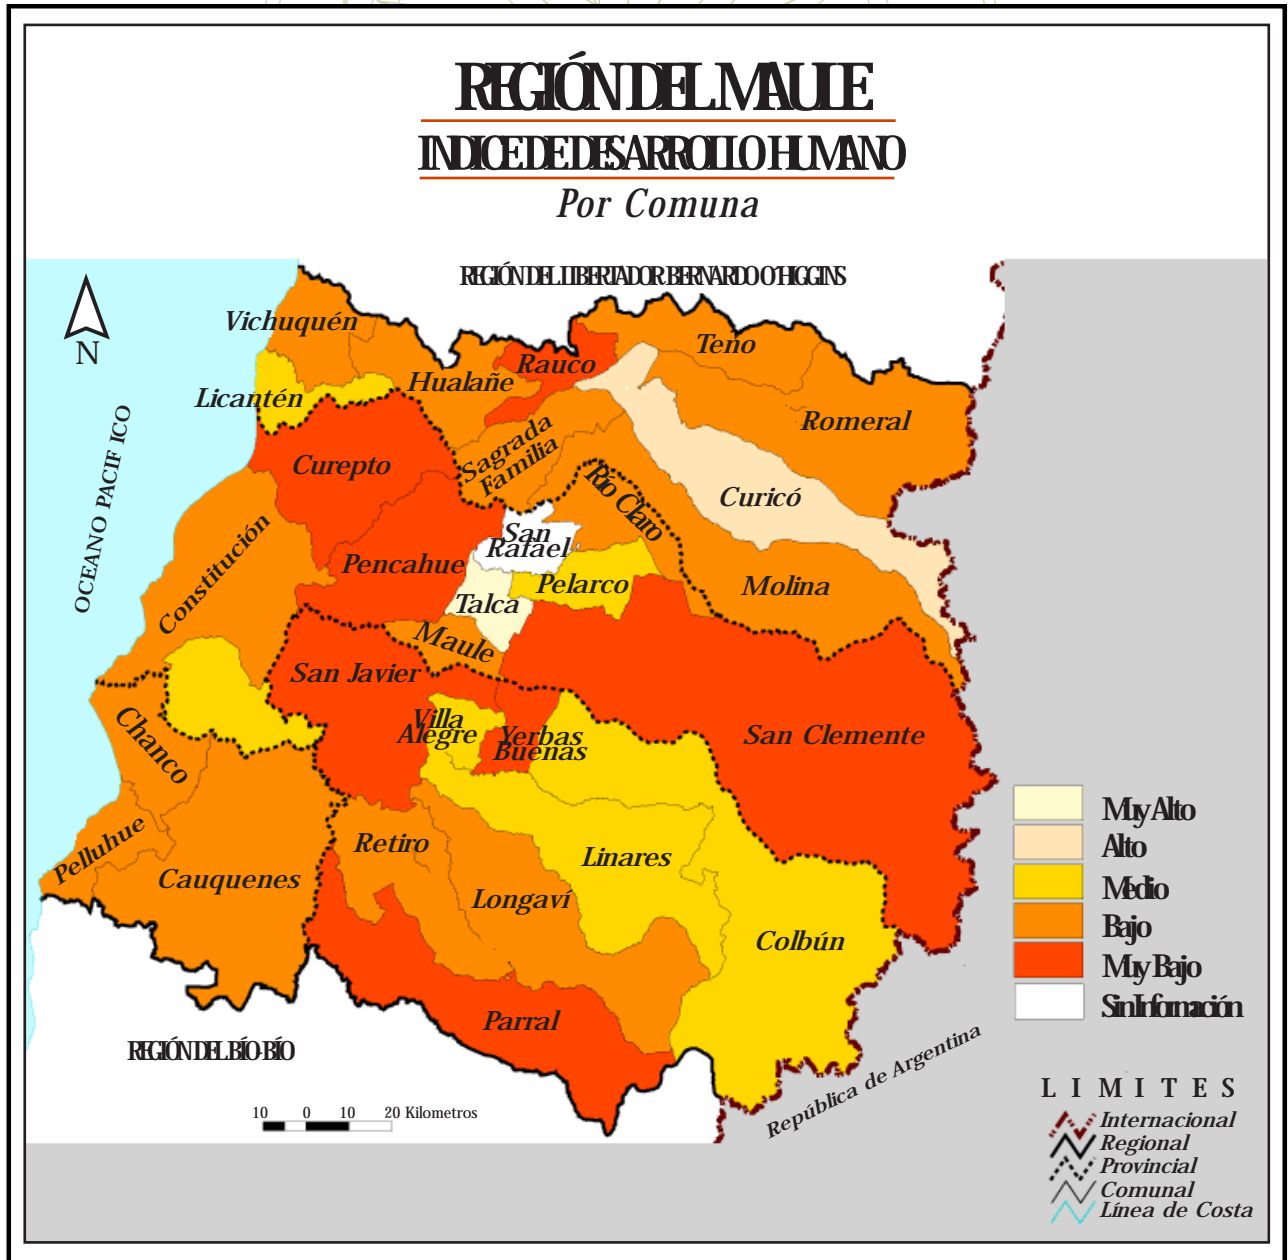 REGIÓN DEL MAULE
INDICE DE DESARROLLO HUMANO
Por Comuna
REGIÓN DEL LIBERTADOR BERNARDO O'HIGGINS
N
OCEANO PACIFICO
Vichuquén
Teno
Rauco
Hualañe
Licantén
Romeral
Sagrada
Familia
Curepto
Río Claro
Curicó
San
Rafael
Constitución
Pencahue
Pelarco
Molina
Talca
Maule
San Javier
Chanco
Villa
Alegre
Yerbas
Buenas
San Clemente
Pelluhue
Retiro
Linares
Cauquenes
Longaví
Colbún
Parral
REGIÓN DEL BÍO-BÍO
República de Argentina
10 0 10 20 Kilometros
Muy Alto
Alto
Medio
Bajo
Muy Bajo
Sin Información
LIMITES
Internacional
Regional
Provincial
Comunal
Línea de Costa